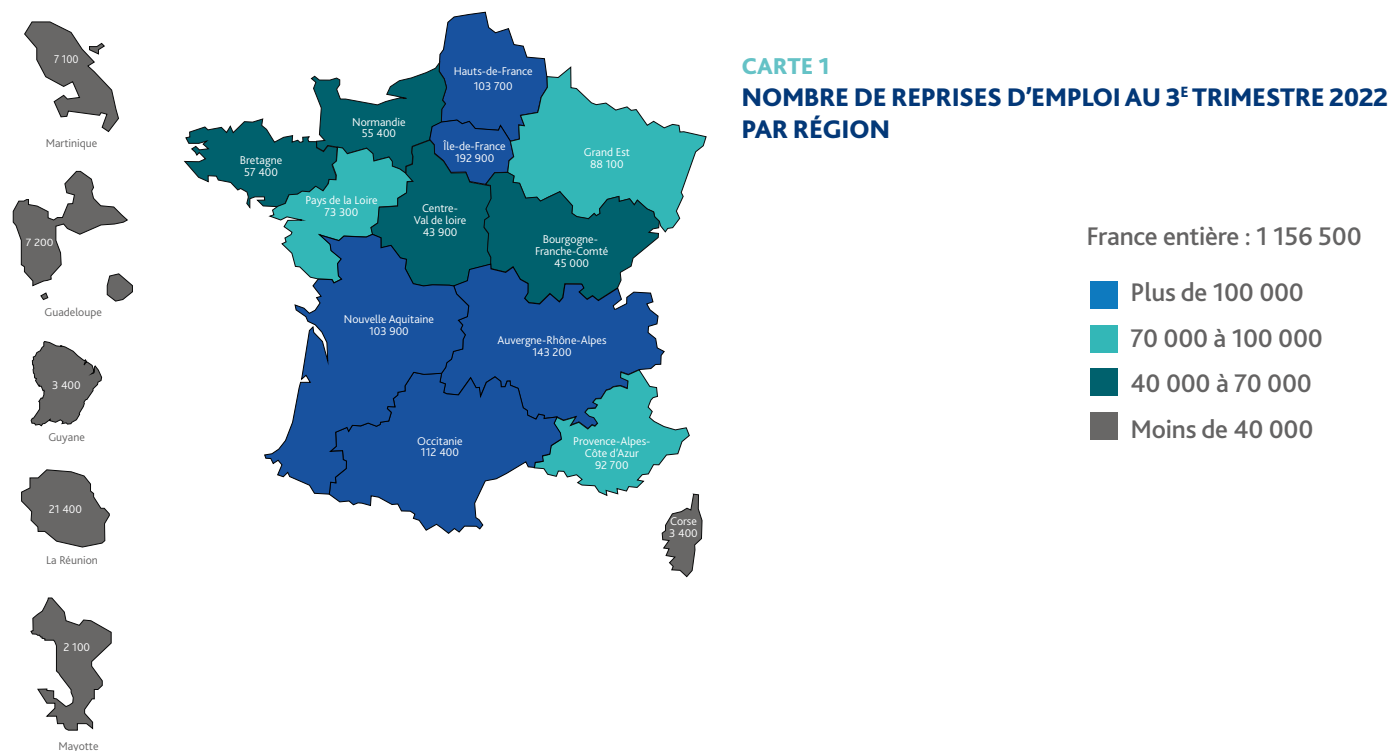 CARTE 1
NOMBRE DE REPRISES D'EMPLOI AU 3E TRIMESTRE 2022
PAR RÉGION
7 100
Martinique
7 200
Guadeloupe
3 400
Guyane
21 400
La Réunion
2 100
Mayotte
Hauts-de-France
103 700
Normandie
55 400
Île-de-France
192 900
Grand Est
88 100
Bretagne
57 400
Pays de la Loire
73 300
Centre-
Val de loire
43 900
Bourgogne-
Franche-Comté
45 000
Nouvelle Aquitaine
103 900
Auvergne-Rhône-Alpes
143 200
Occitanie
112 400
Provence-Alpes-
Côte d'Azur
92 700
Corse
3 400
France entière : 1 156 500
Plus de 100 000
70 000 à 100 000
40 000 à 70 000
Moins de 40 000